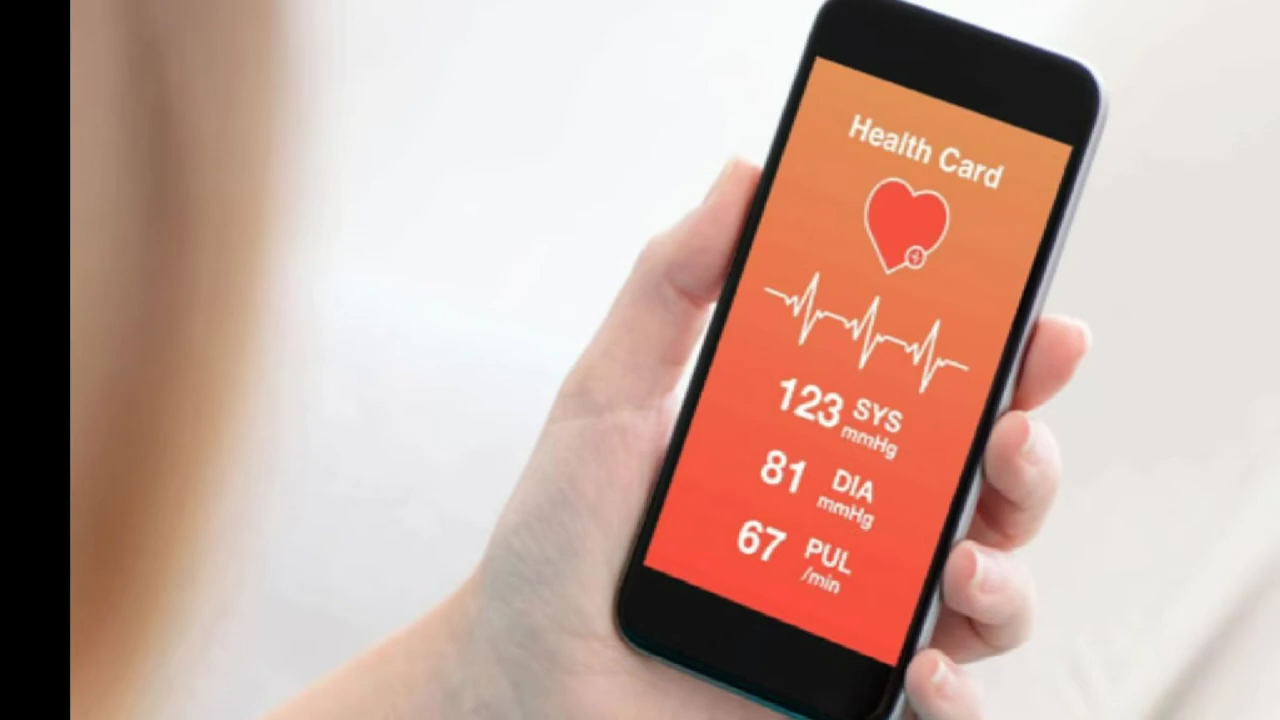 Health Card
123 SYS
mmHg
81 DIA
mmHg
67 PUL
/min